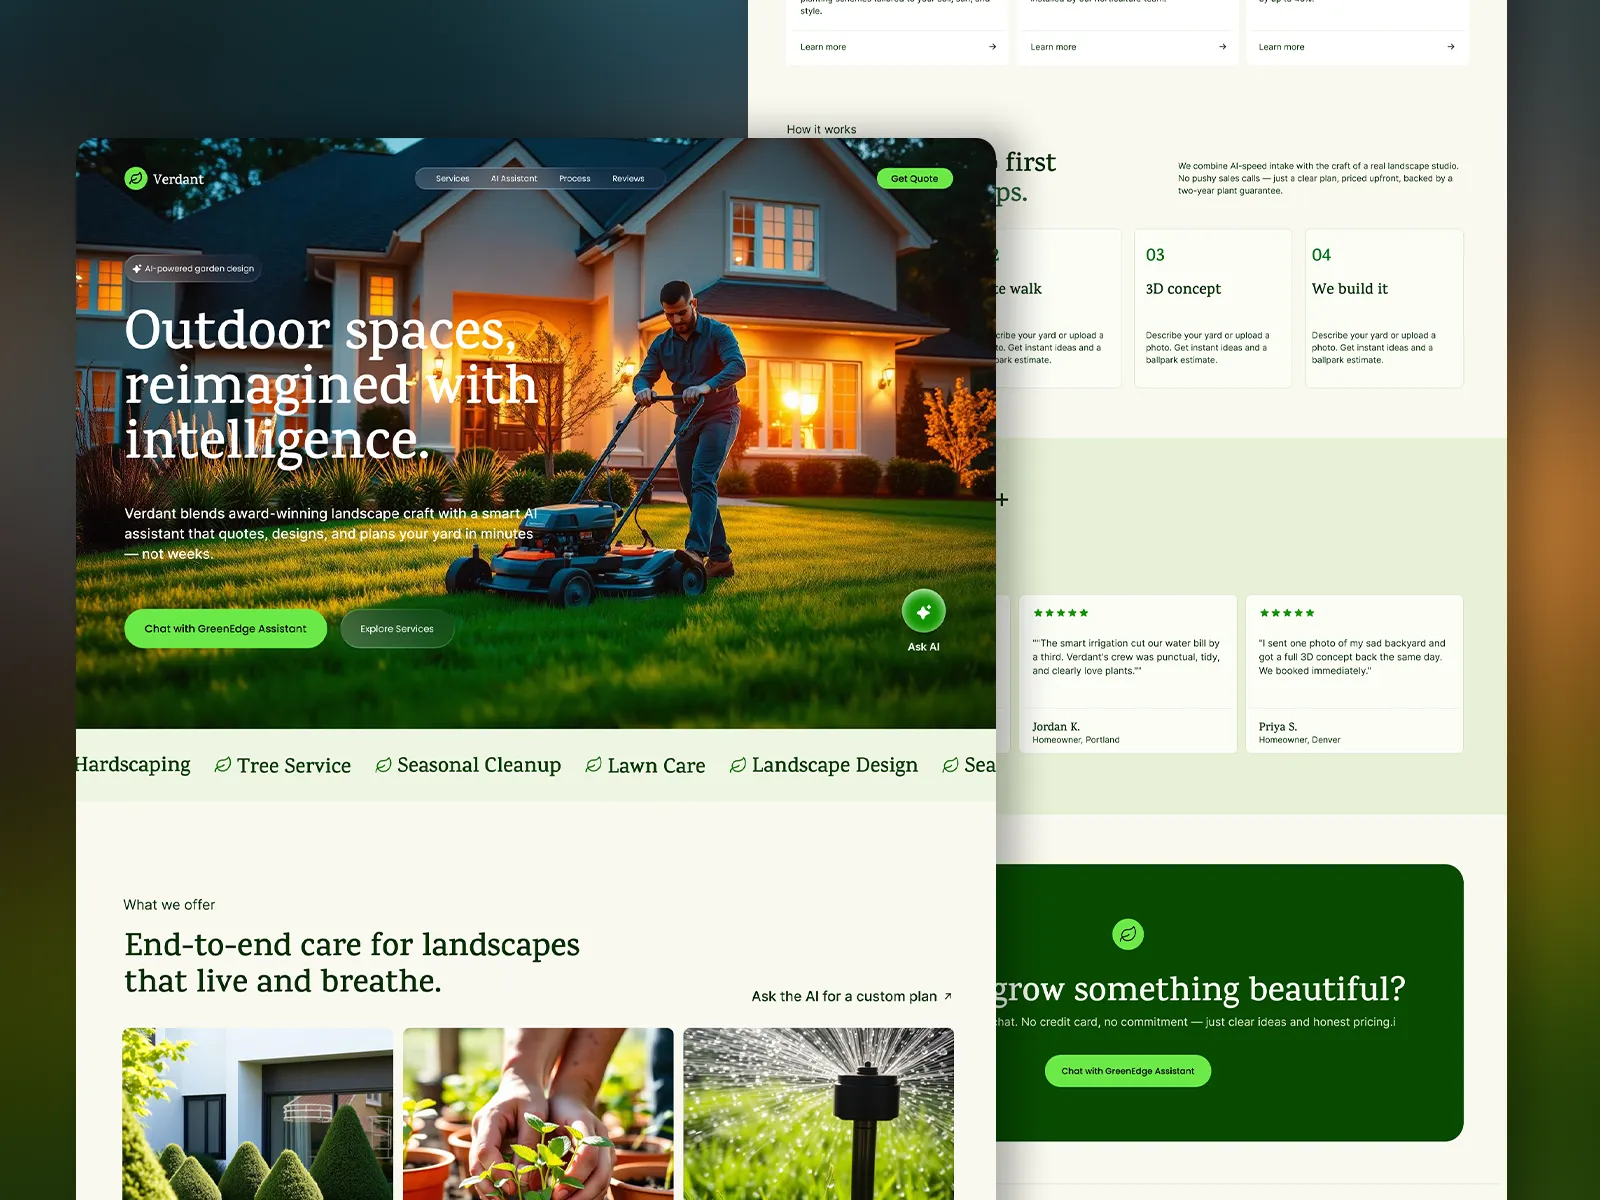 Verdant
Services
AI Assistant
Process
Reviews
Get Quote
AI-powered garden design
Outdoor spaces,
reimagined with
intelligence.
Verdant blends award-winning landscape craft with a smart AI
assistant that quotes, designs, and plans your yard in minutes
— not weeks.
Chat with GreenEdge Assistant
Explore Services
Ask AI
Hardscaping
Tree Service
Seasonal Cleanup
Lawn Care
Landscape Design
Sea
What we offer
End-to-end care for landscapes
that live and breathe.
Ask the AI for a custom plan
style.
Learn more
Learn more
Learn more
How it works
first
ps.
We combine AI-speed intake with the craft of a real landscape studio.
No pushy sales calls — just a clear plan, priced upfront, backed by a
two-year plant guarantee.
te walk
cribe your yard or upload a
to. Get instant ideas and a
park estimate.
03
3D concept
Describe your yard or upload a
photo. Get instant ideas and a
ballpark estimate.
04
We build it
Describe your yard or upload a
photo. Get instant ideas and a
ballpark estimate.
+
""The smart irrigation cut our water bill by
a third. Verdant's crew was punctual, tidy,
and clearly love plants.""
Jordan K.
Homeowner, Portland
"I sent one photo of my sad backyard and
got a full 3D concept back the same day.
We booked immediately."
Priya S.
Homeowner, Denver
grow something beautiful?
chat. No credit card, no commitment — just clear ideas and honest pricing.i
Chat with GreenEdge Assistant